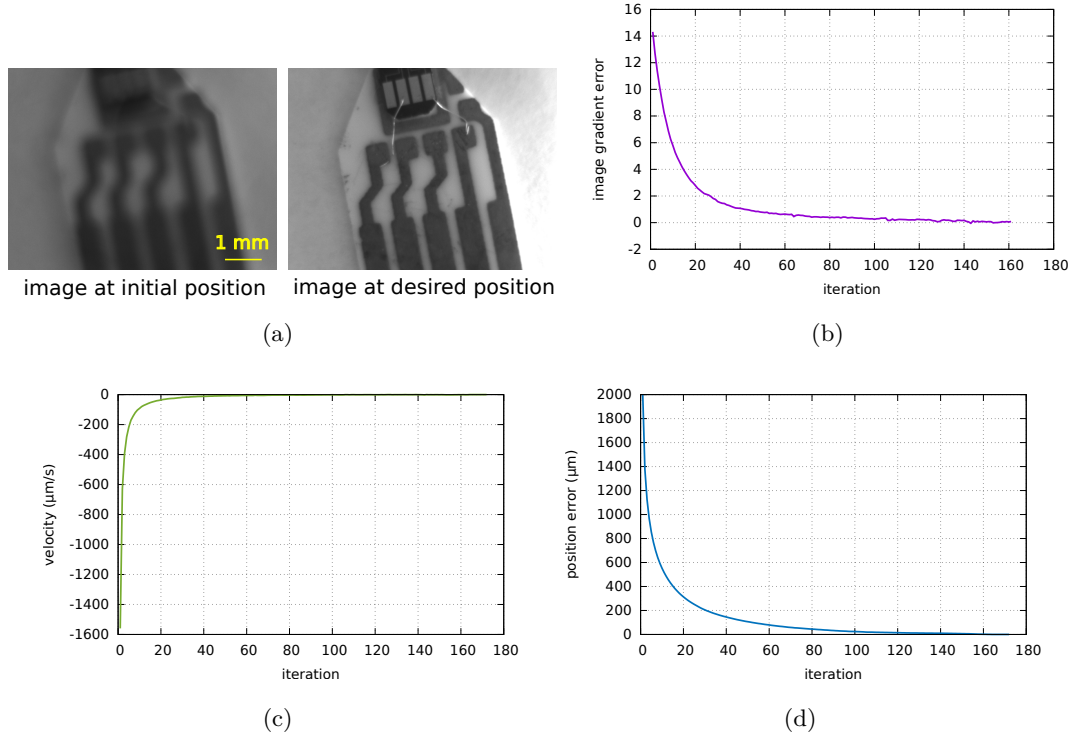 1 mm
image at initial position
image at desired position
(a)
16
14
12
10
8
6
4
2
0
-2
image gradient error
0 20 40 60 80 100 120 140 160 180
iteration
(b)
0
-200
-400
-600
-800
-1000
-1200
-1400
-1600
velocity (μm/s)
0 20 40 60 80 100 120 140 160 180
iteration
(c)
2000
1800
1600
1400
1200
1000
800
600
400
200
0
position error (μm)
0 20 40 60 80 100 120 140 160 180
iteration
(d)